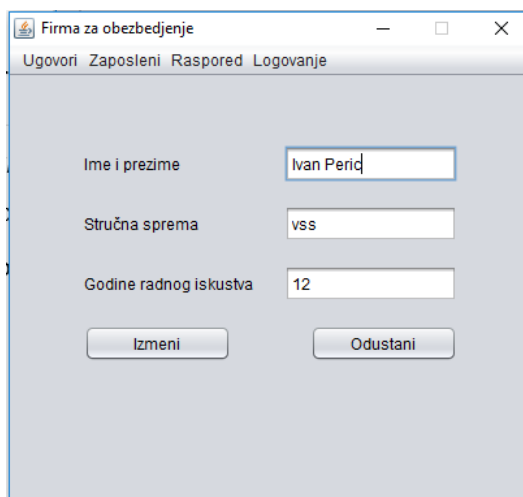 Firma za obezbedjenje
Ugovori Zaposleni Raspored Logovanje
Ime i prezime Ivan Peric
Stručna sprema vss
Godine radnog iskustva 12
Izmeni Odustani